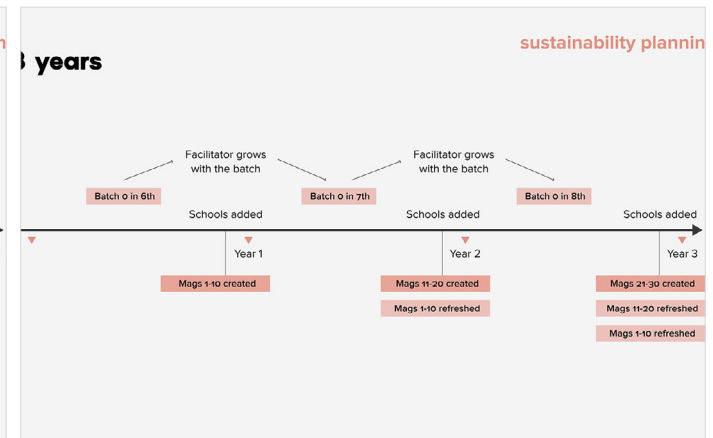 sustainability plannin
3 years
Facilitator grows
with the batch
Facilitator grows
with the batch
Batch 0 in 6th
Batch 0 in 7th
Batch 0 in 8th
Schools added
Schools added
Schools added
Year 1
Year 2
Year 3
Mags 1-10 created
Mags 11-20 created
Mags 21-30 created
Mags 1-10 refreshed
Mags 11-20 refreshed
Mags 1-10 refreshed